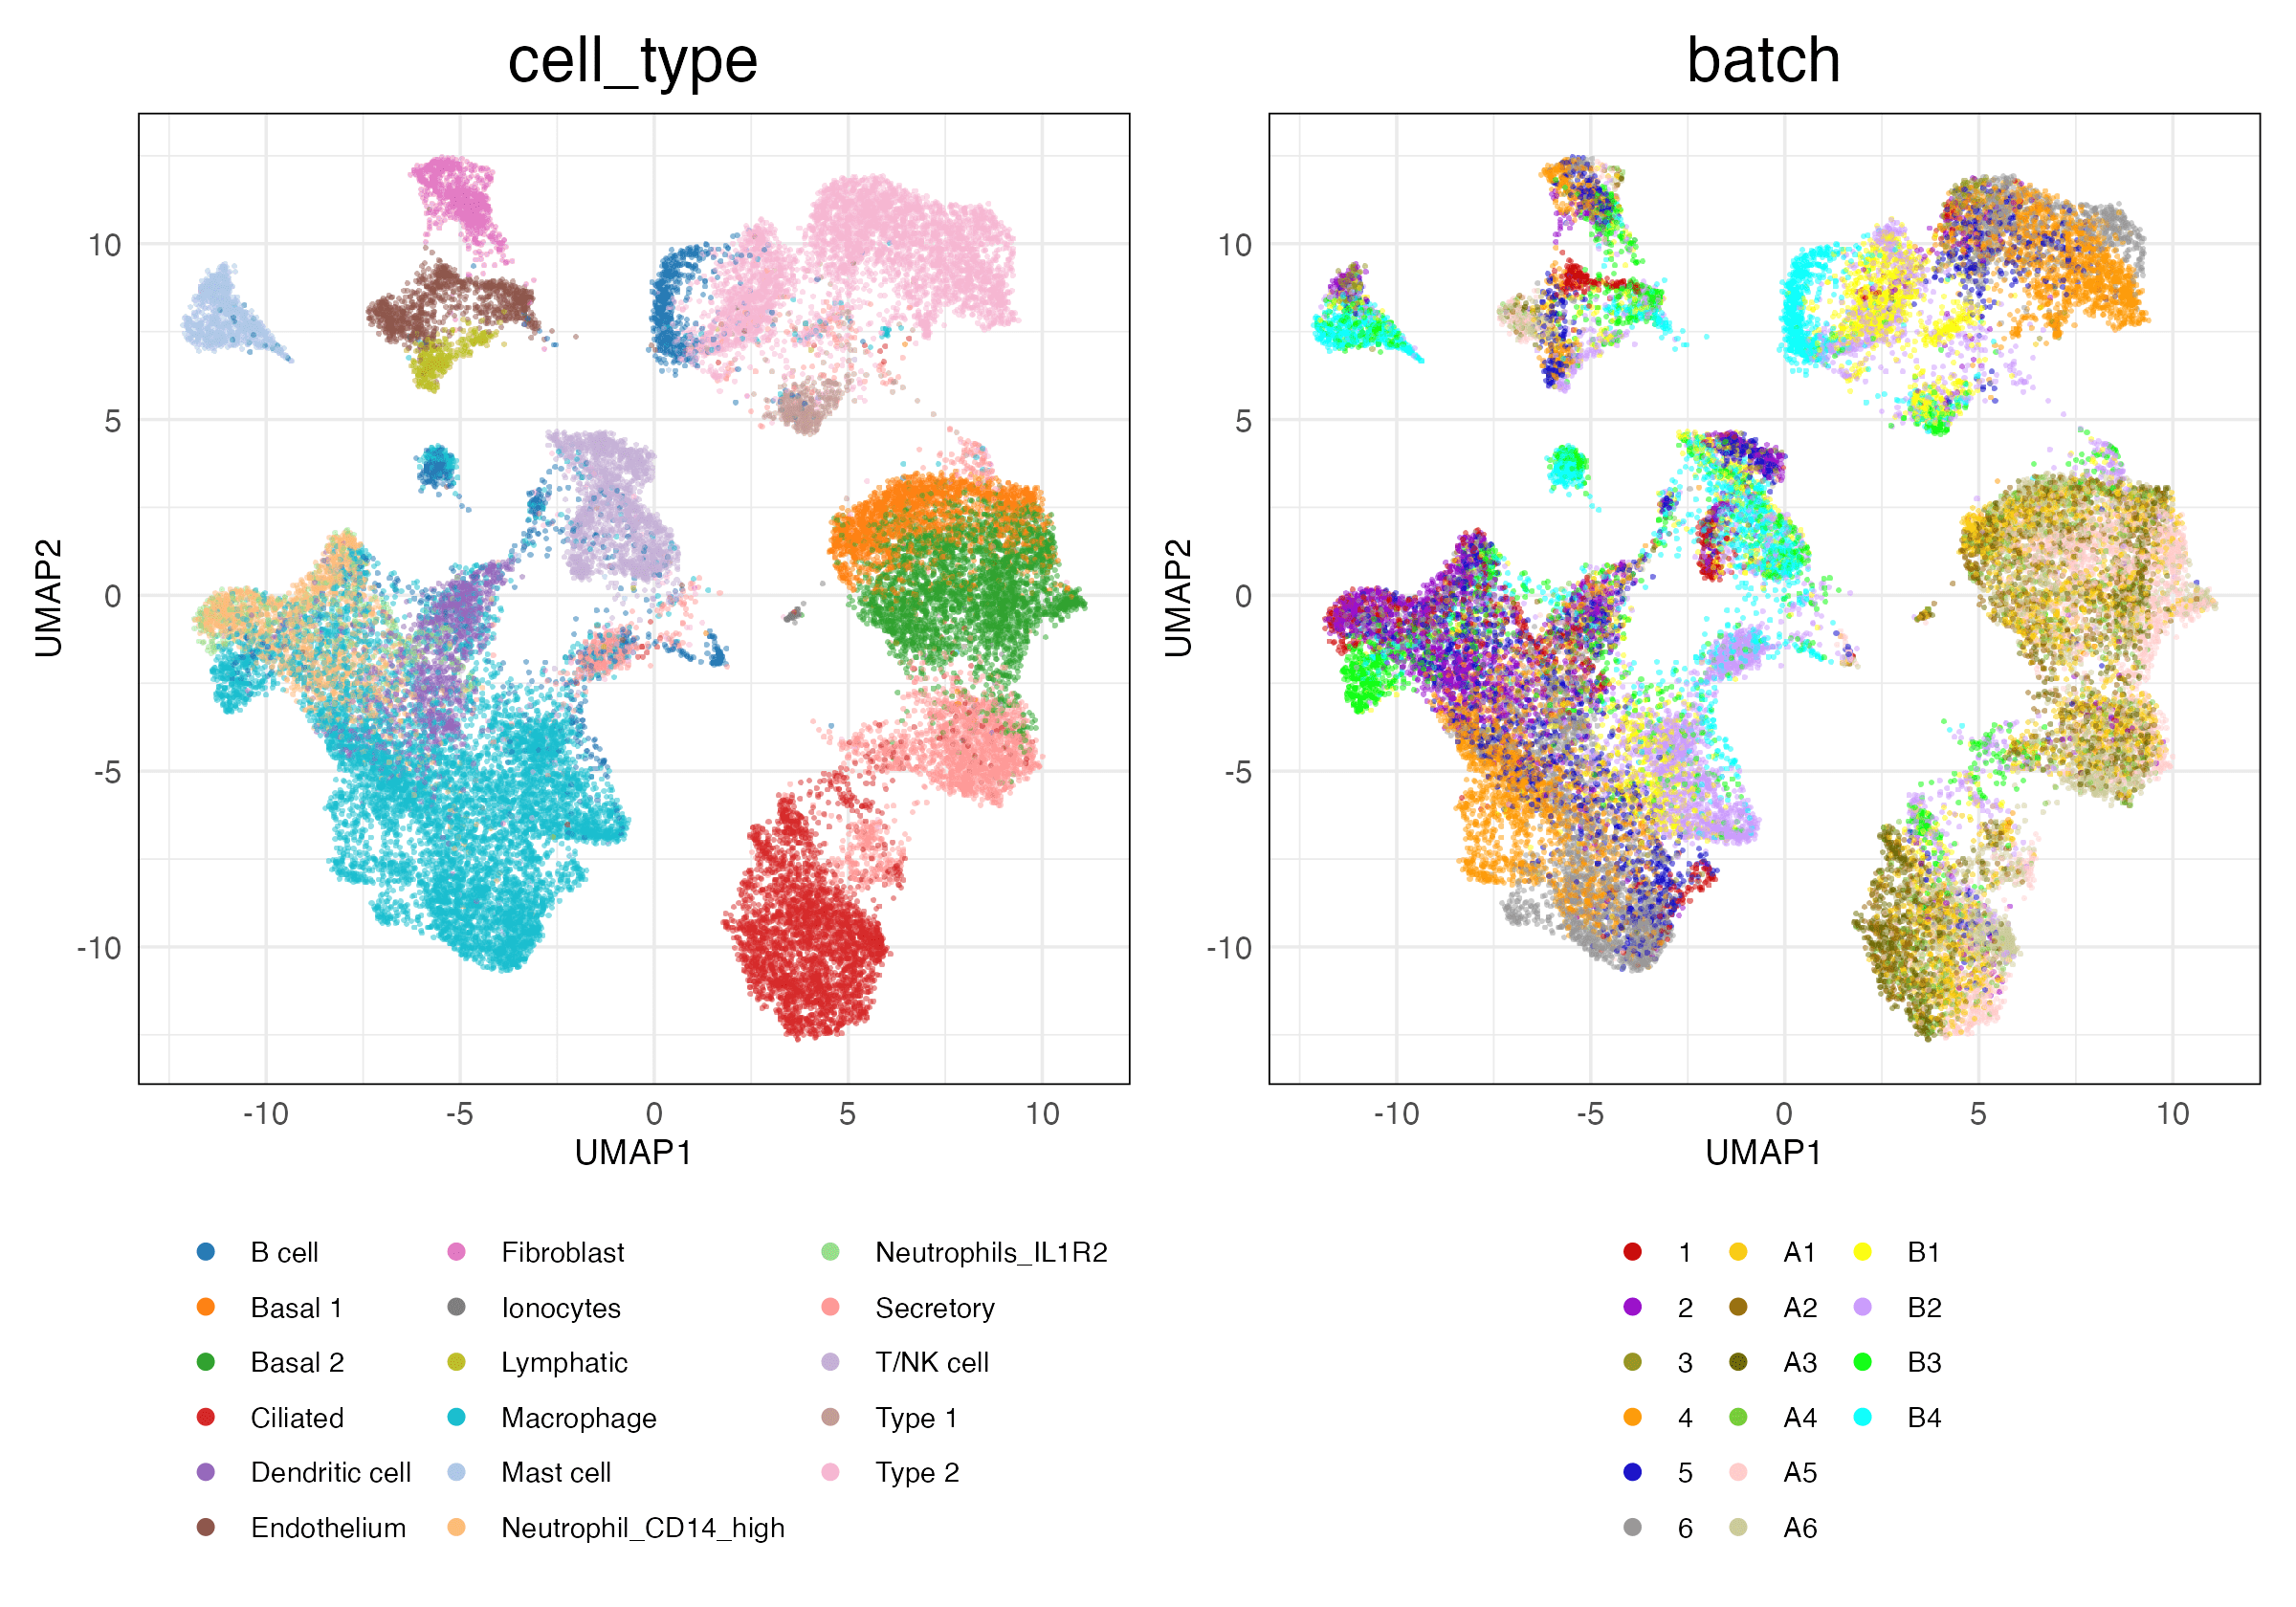 cell_type
batch
10
5
0
-5
-10
UMAP2
-10 -5 0 5 10
UMAP1
10
5
0
-5
-10
UMAP2
-10 -5 0 5 10
UMAP1
B cell Fibroblast Neutrophils_IL1R2
Basal 1 Ionocytes Secretory
Basal 2 Lymphatic T/NK cell
Ciliated Macrophage Type 1
Dendritic cell Mast cell Type 2
Endothelium Neutrophil_CD14_high
1 A1 B1
2 A2 B2
3 A3 B3
4 A4 B4
5 A5
6 A6